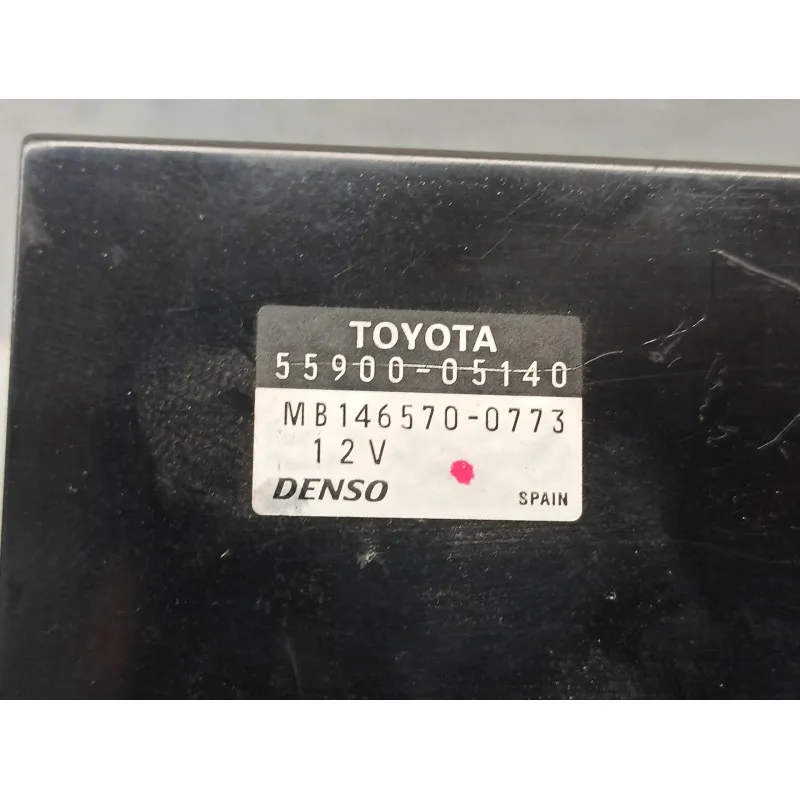 TOYOTA
55900-05140
MB146570-0773
12V
DENSO SPAIN